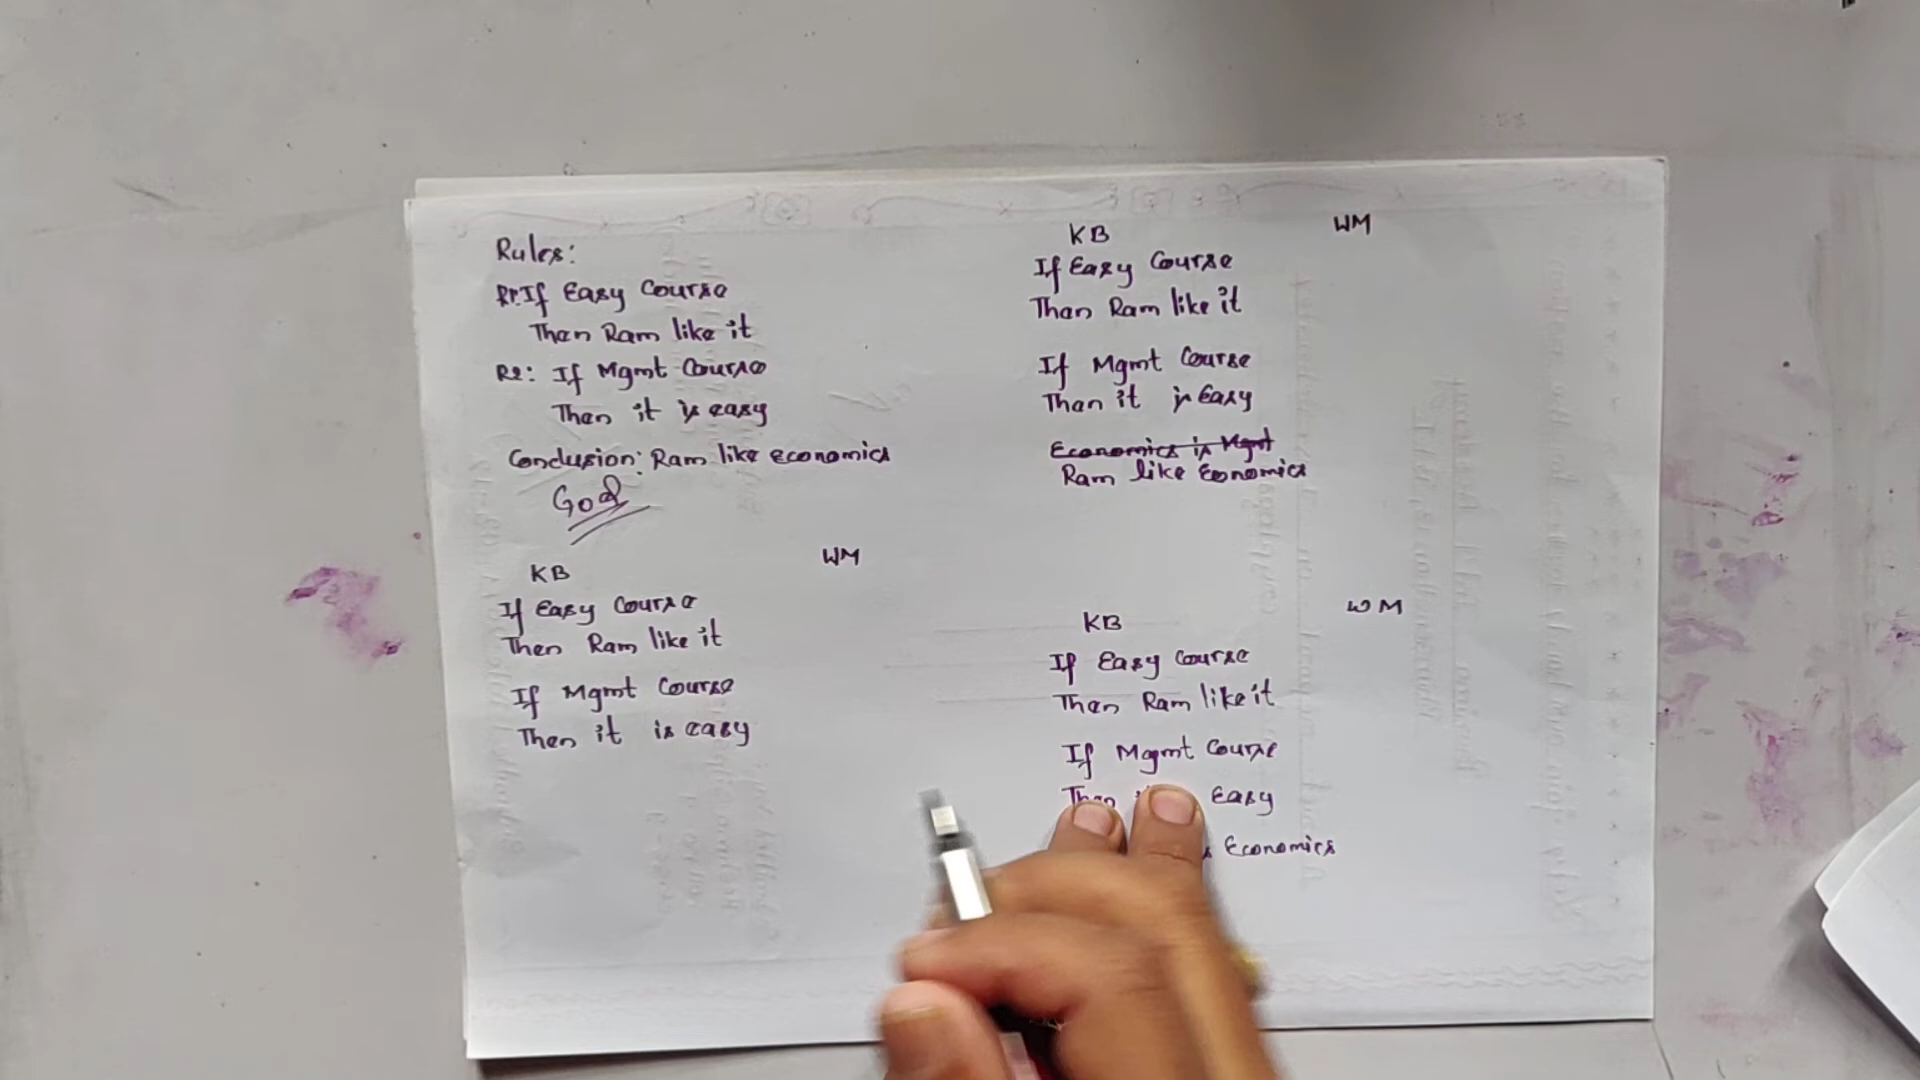 Rules:
R1: If Easy Course
Then Ram like it
R2: If Mgmt Course
Then it is easy
Conclusion: Ram like economics
Goal
KB WM
If Easy Course
Then Ram like it
If Mgmt Course
Then it is easy
KB WM
If Easy Course
Then Ram like it
If Mgmt Course
Then it is Easy
Economics is Mgmt
Ram like Economics
KB WM
If Easy Course
Then Ram like it
If Mgmt Course
Then Easy
Economics